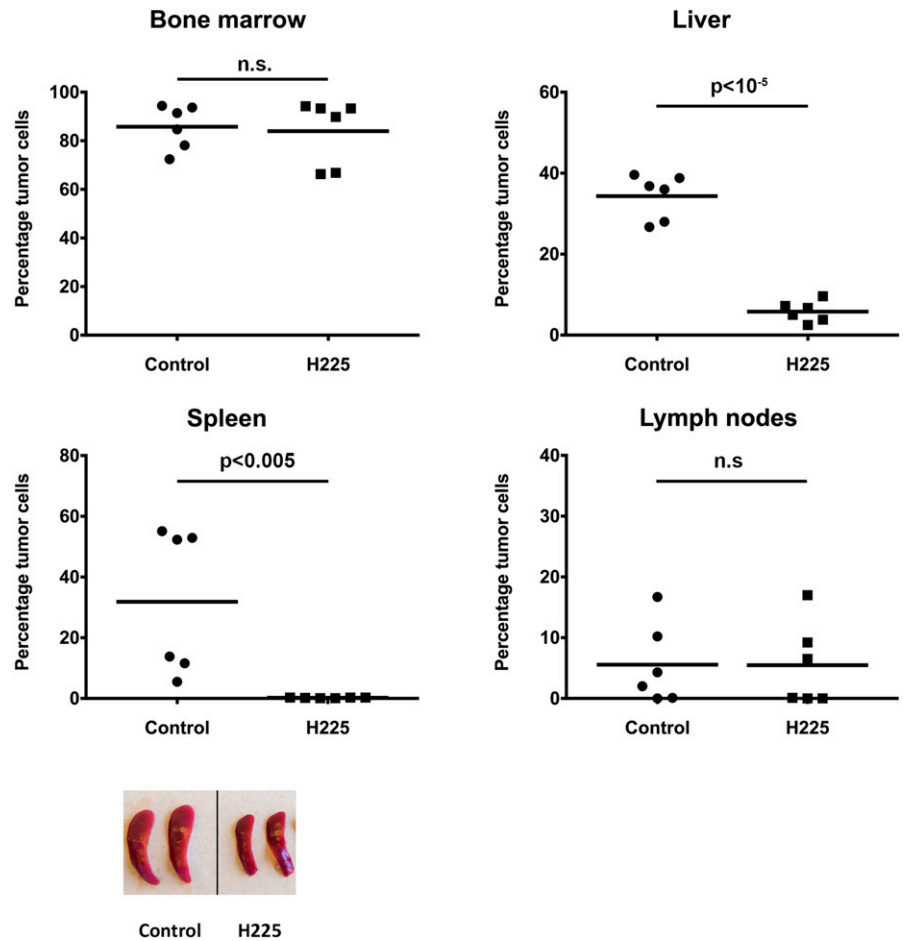 Bone marrow
n.s.
Percentage tumor cells
100
80
60
40
20
0
Control H225
Liver
p<10⁻⁵
Percentage tumor cells
60
40
20
0
Control H225
Spleen
p<0.005
Percentage tumor cells
80
60
40
20
0
Control H225
Lymph nodes
n.s
Percentage tumor cells
40
30
20
10
0
Control H225
Control H225